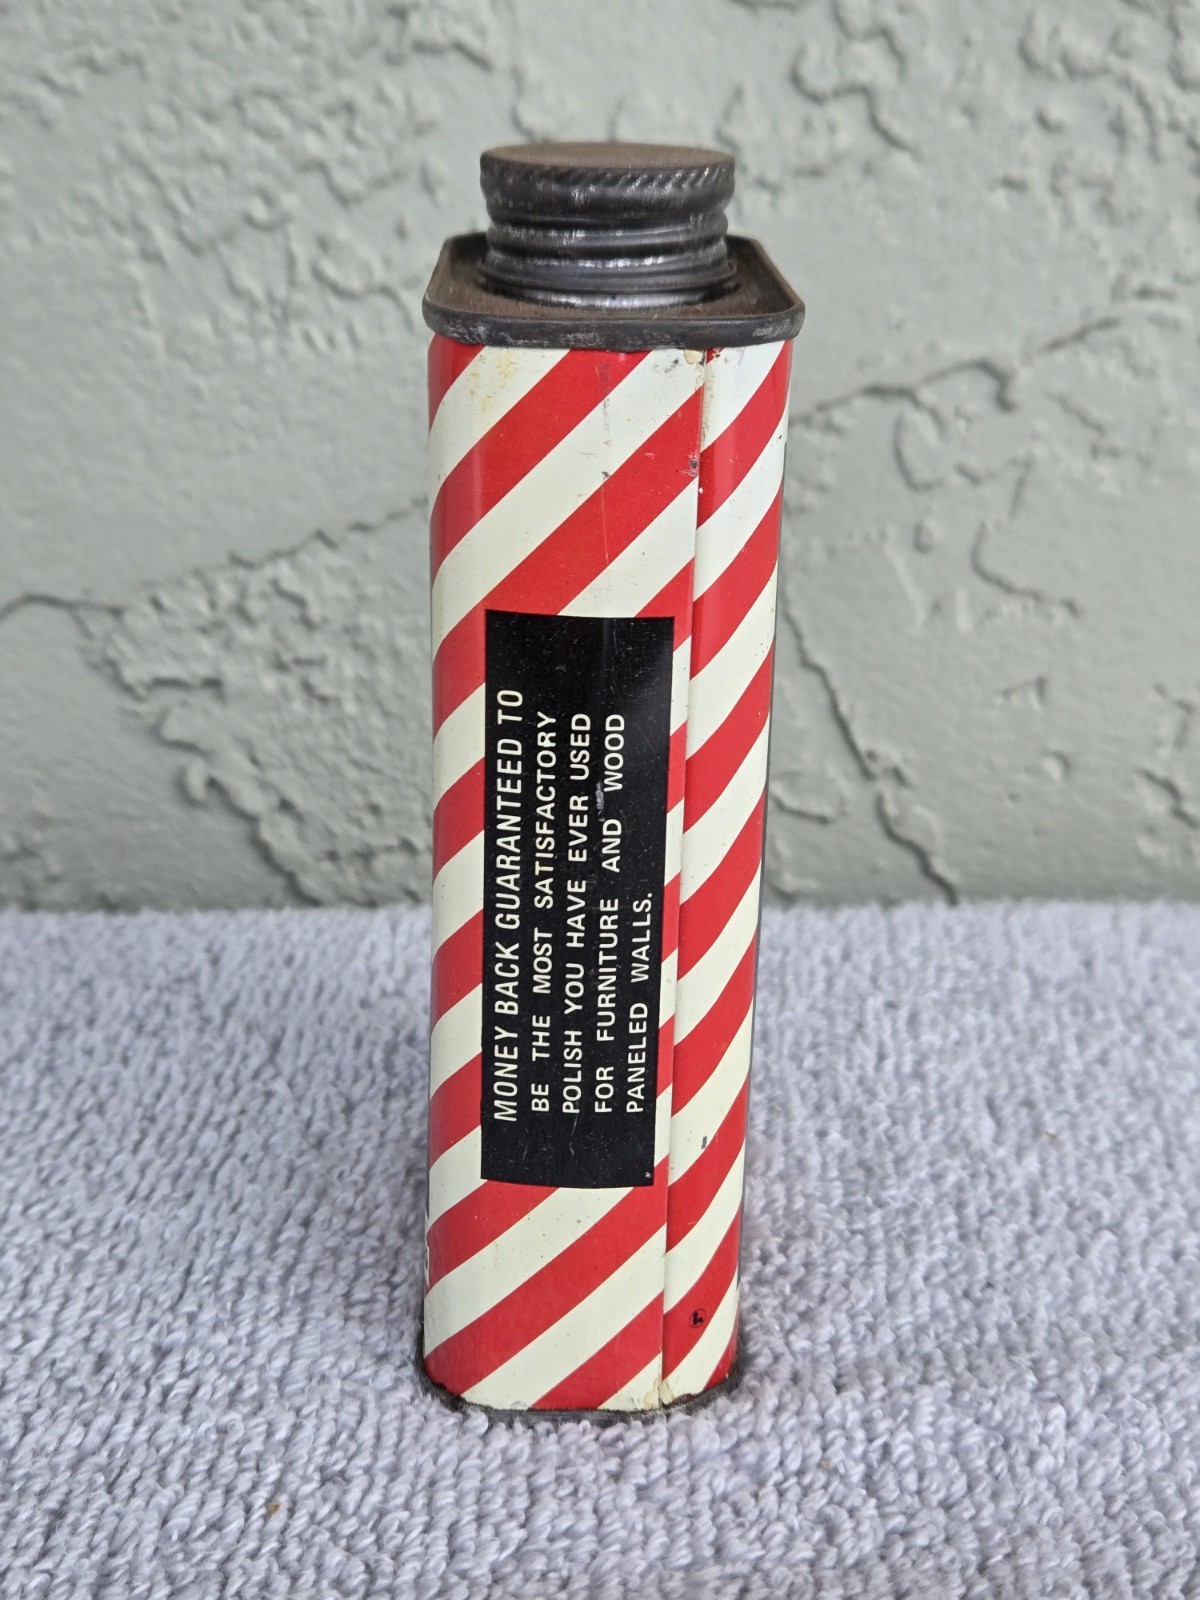 MONEY BACK GUARANTEED TO
BE THE MOST SATISFACTORY
POLISH YOU HAVE EVER USED
FOR FURNITURE AND WOOD
PANELED WALLS.